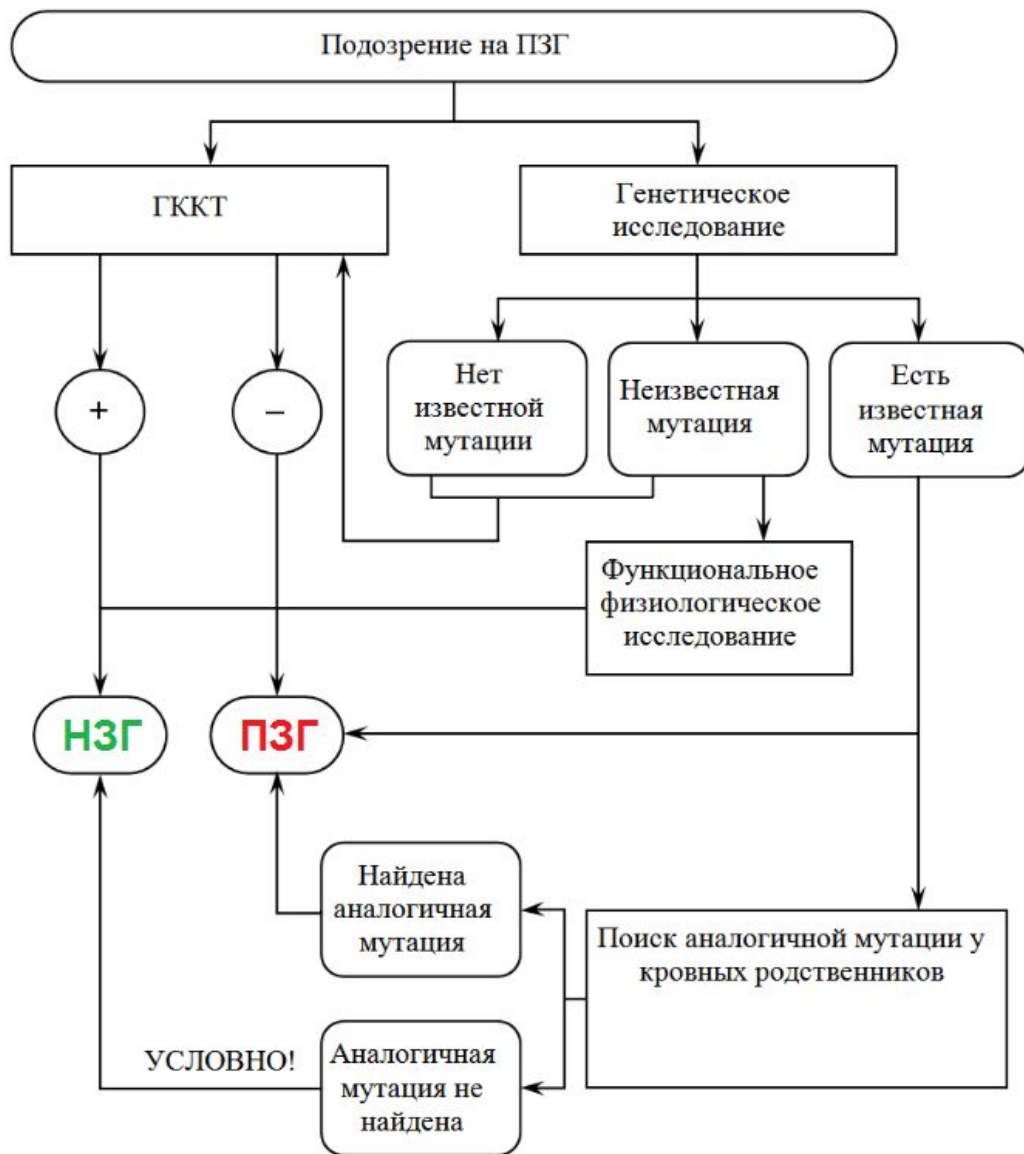 Подозрение на ПЗГ
ГККТ
Генетическое
исследование
Нет
известной
мутации
Неизвестная
мутация
Есть
известная
мутация
+
–
Функциональное
физиологическое
исследование
НЗГ
ПЗГ
Найдена
аналогичная
мутация
Поиск аналогичной мутации у
кровных родственников
УСЛОВНО!
Аналогичная
мутация не
найдена